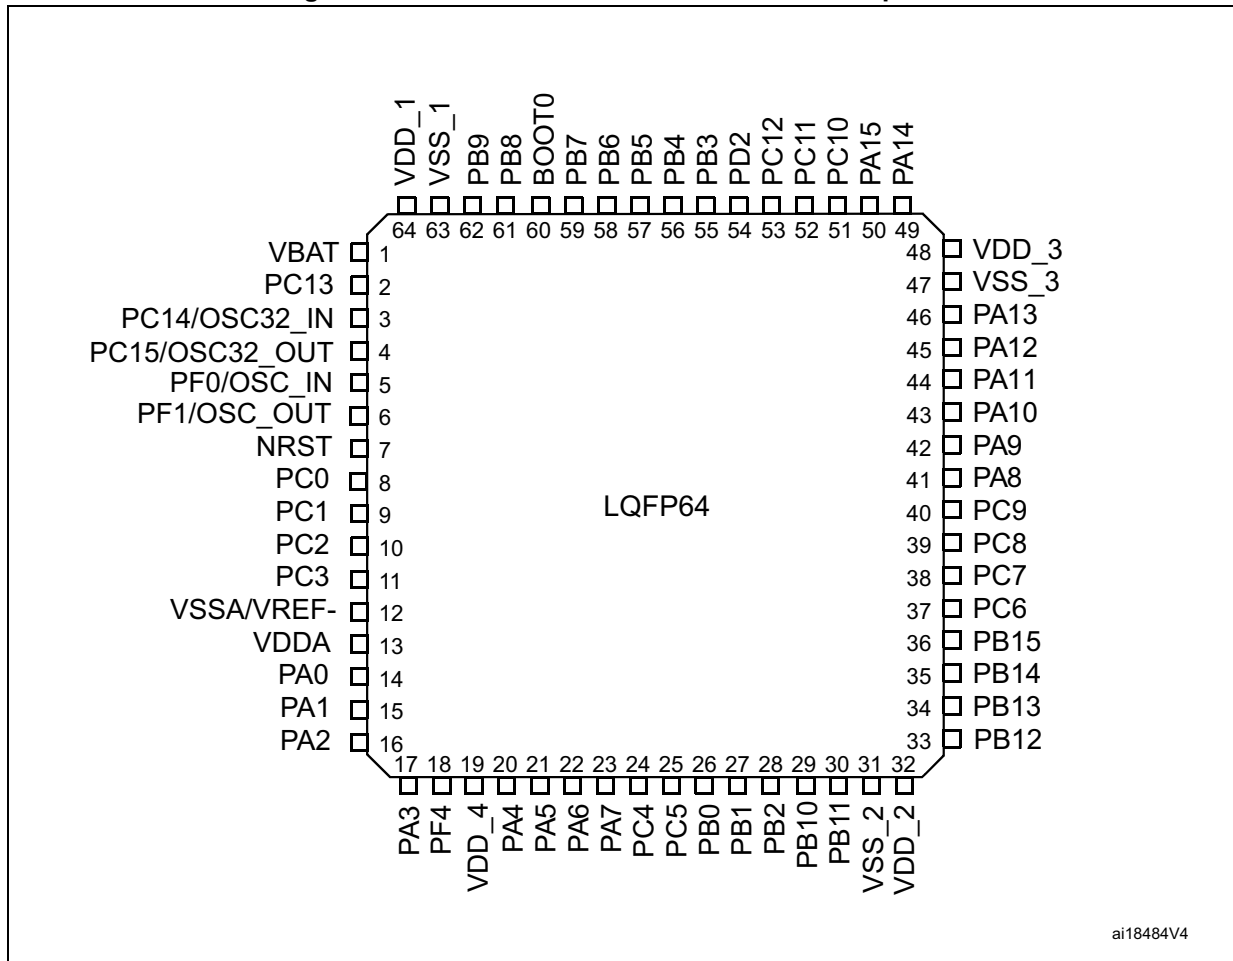 VDD_1
VSS_1
PB9
PB8
BOOT0
PB7
PB6
PB5
PB4
PB3
PD2
PC12
PC11
PC10
PA15
PA14
64 63 62 61 60 59 58 57 56 55 54 53 52 51 50 49
VBAT 1
PC13 2
PC14/OSC32_IN 3
PC15/OSC32_OUT 4
PF0/OSC_IN 5
PF1/OSC_OUT 6
NRST 7
PC0 8
PC1 9
PC2 10
PC3 11
VSSA/VREF- 12
VDDA 13
PA0 14
PA1 15
PA2 16
LQFP64
48 VDD_3
47 VSS_3
46 PA13
45 PA12
44 PA11
43 PA10
42 PA9
41 PA8
40 PC9
39 PC8
38 PC7
37 PC6
36 PB15
35 PB14
34 PB13
33 PB12
17 18 19 20 21 22 23 24 25 26 27 28 29 30 31 32
PA3
PF4
VDD_4
PA4
PA5
PA6
PA7
PC4
PC5
PB0
PB1
PB2
PB10
PB11
VSS_2
VDD_2
ai18484V4